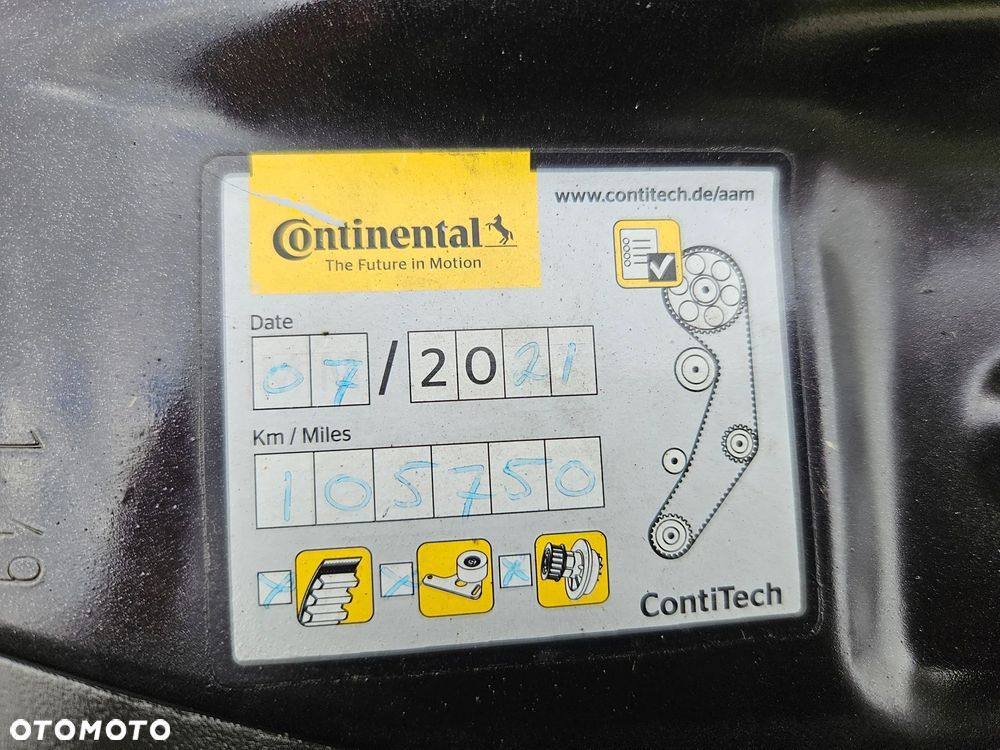 www.contitech.de/aam
Continental
The Future in Motion
Date
07/2021
Km / Miles
105750
ContiTech
OTOMOTO